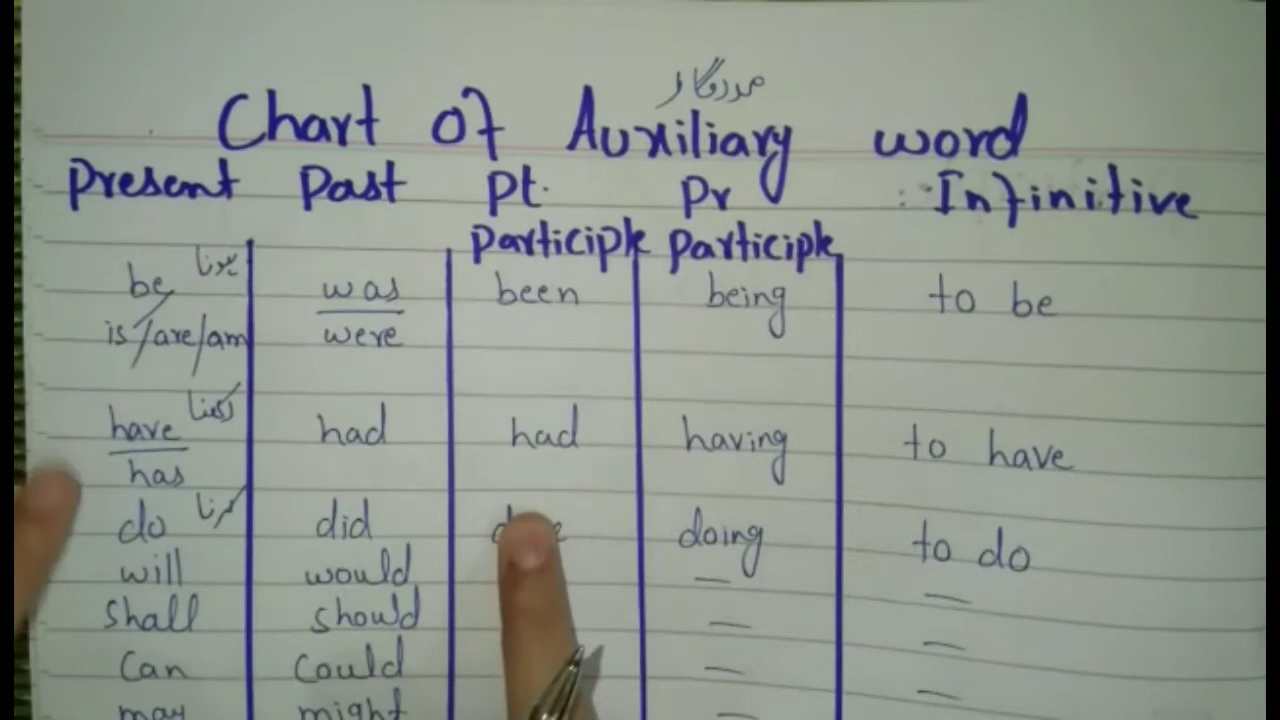 مددگار
Chart Of Auxiliary word
Present Past Pt. Pr Infinitive
Participle Participle
be ہونا was been being to be
is/are/am were
have رکھنا had had having to have
has
do کرنا did doing to do
will would —
shall should — —
Can Could — —
may might — —